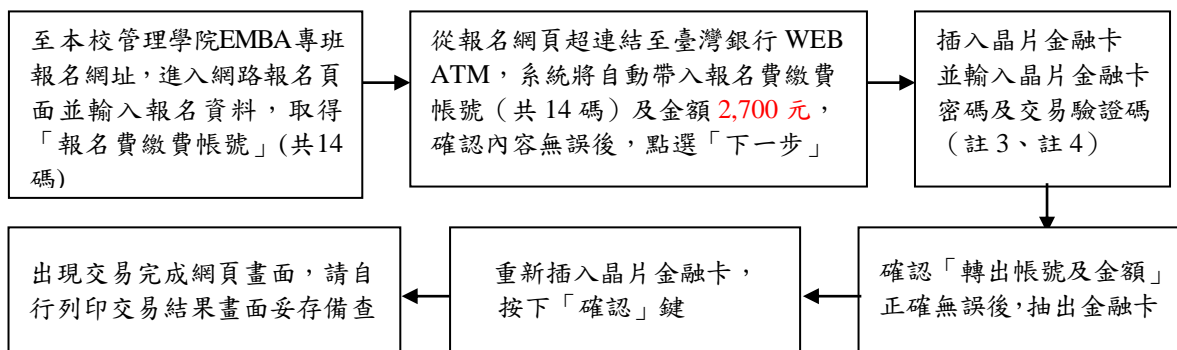 至本校管理學院EMBA專班
報名網址，進入網路報名頁
面並輸入報名資料，取得
「報名費繳費帳號」(共14
碼)
從報名網頁超連結至臺灣銀行 WEB
ATM，系統將自動帶入報名費繳費
帳號（共 14 碼）及金額 2,700 元，
確認內容無誤後，點選「下一步」
插入晶片金融卡
並輸入晶片金融卡
密碼及交易驗證碼
（註 3、註 4）
確認「轉出帳號及金額」
正確無誤後，抽出金融卡
重新插入晶片金融卡，
按下「確認」鍵
出現交易完成網頁畫面，請自
行列印交易結果畫面妥存備查